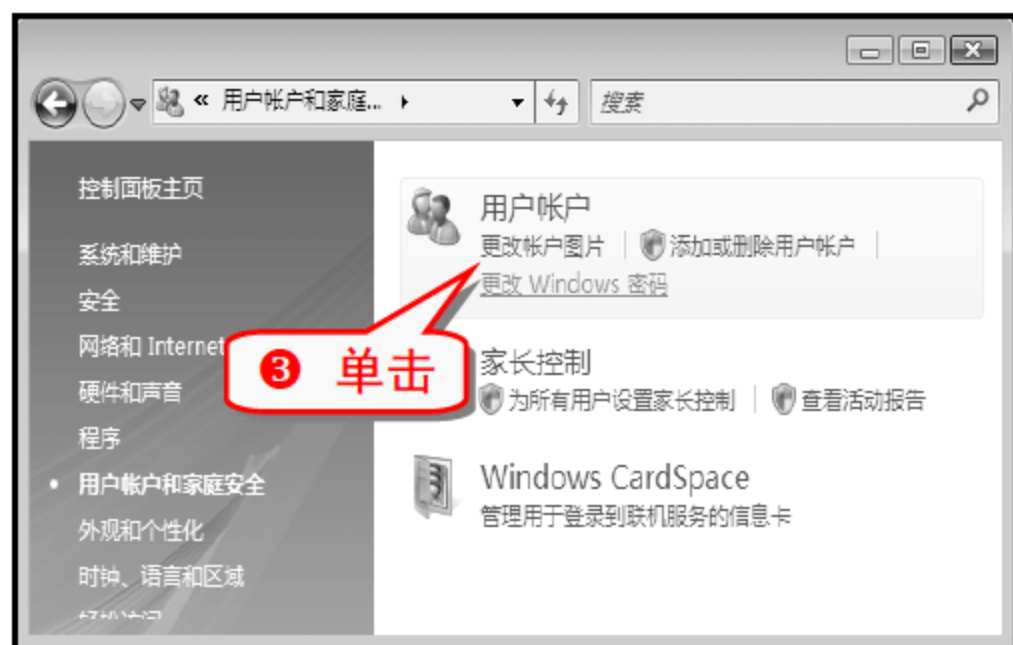 « 用户帐户和家庭...
搜索
控制面板主页
系统和维护
安全
网络和 Internet
硬件和声音
程序
• 用户帐户和家庭安全
外观和个性化
时钟、语言和区域
用户帐户
更改帐户图片 添加或删除用户帐户
更改 Windows 密码
❸ 单击
家长控制
为所有用户设置家长控制 查看活动报告
Windows CardSpace
管理用于登录到联机服务的信息卡